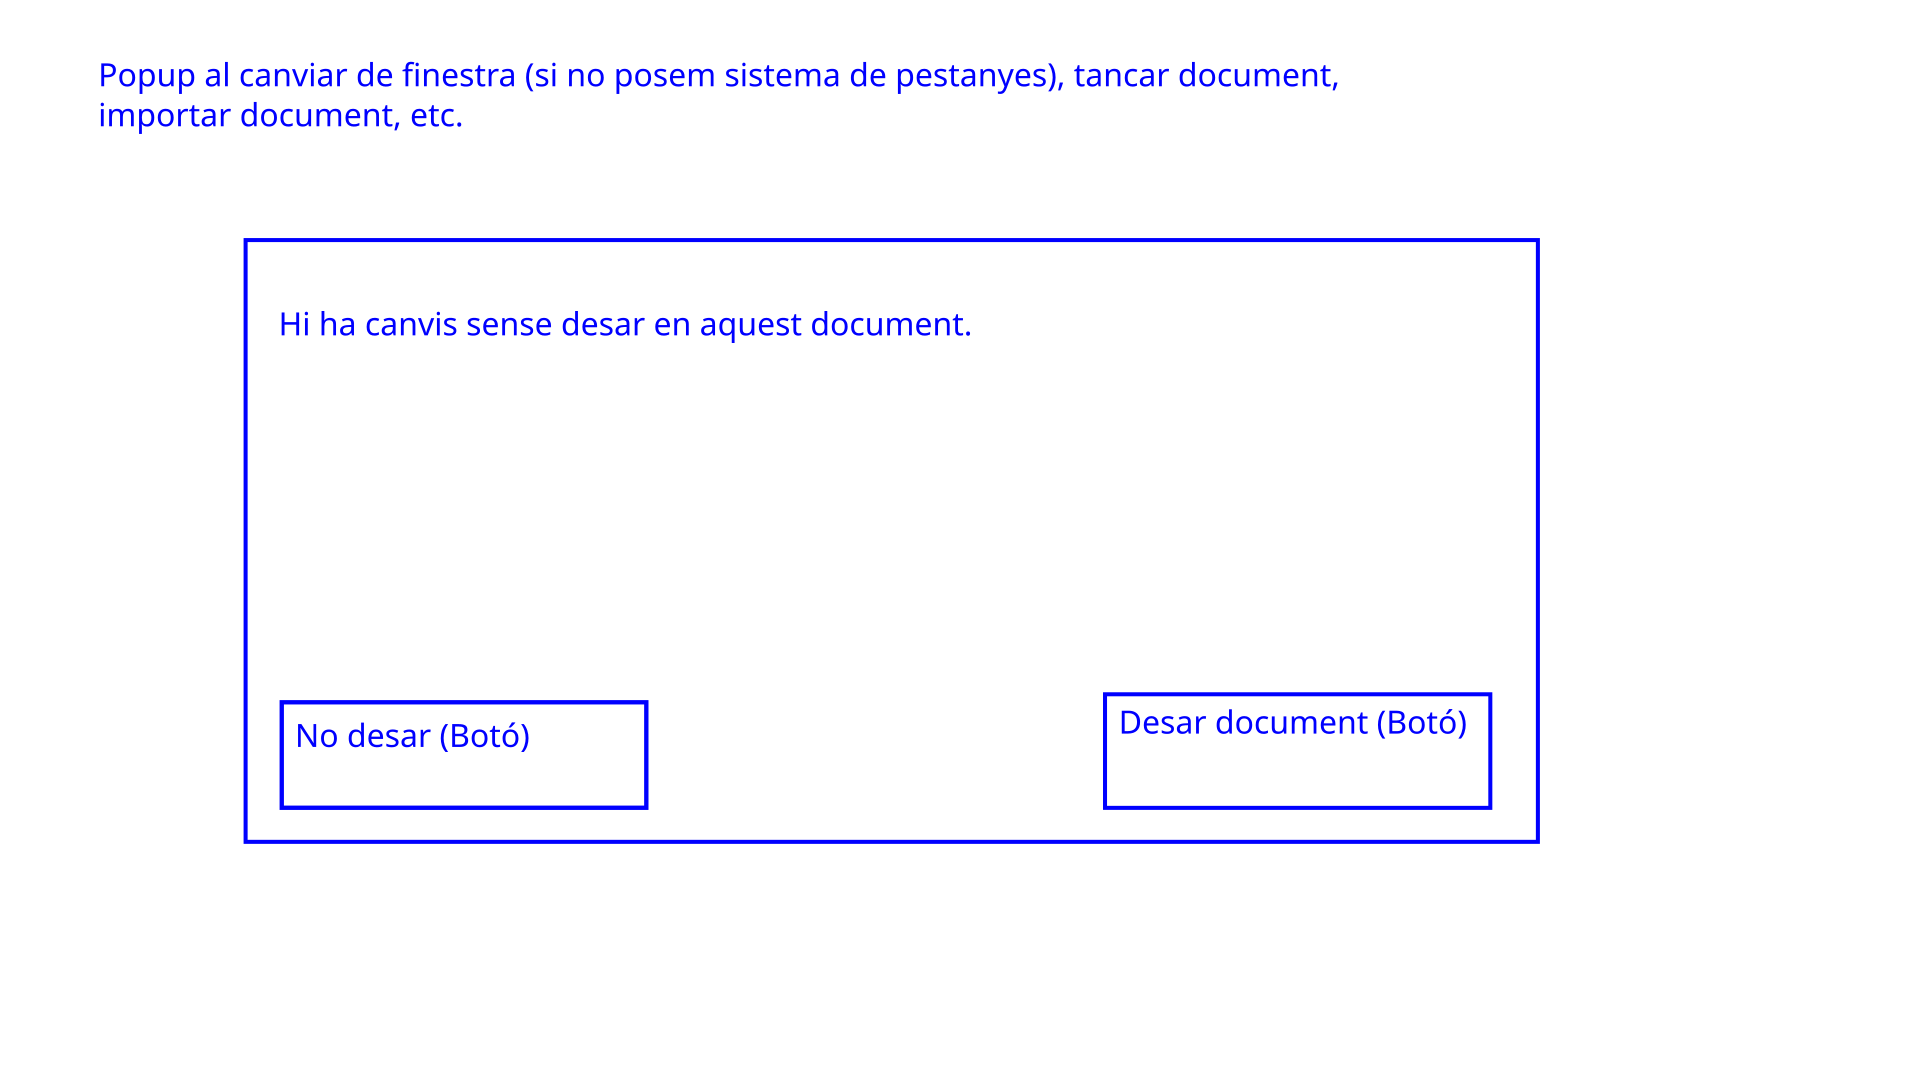 Popup al canviar de finestra (si no posem sistema de pestanyes), tancar document,
importar document, etc.
Hi ha canvis sense desar en aquest document.
No desar (Botó)
Desar document (Botó)